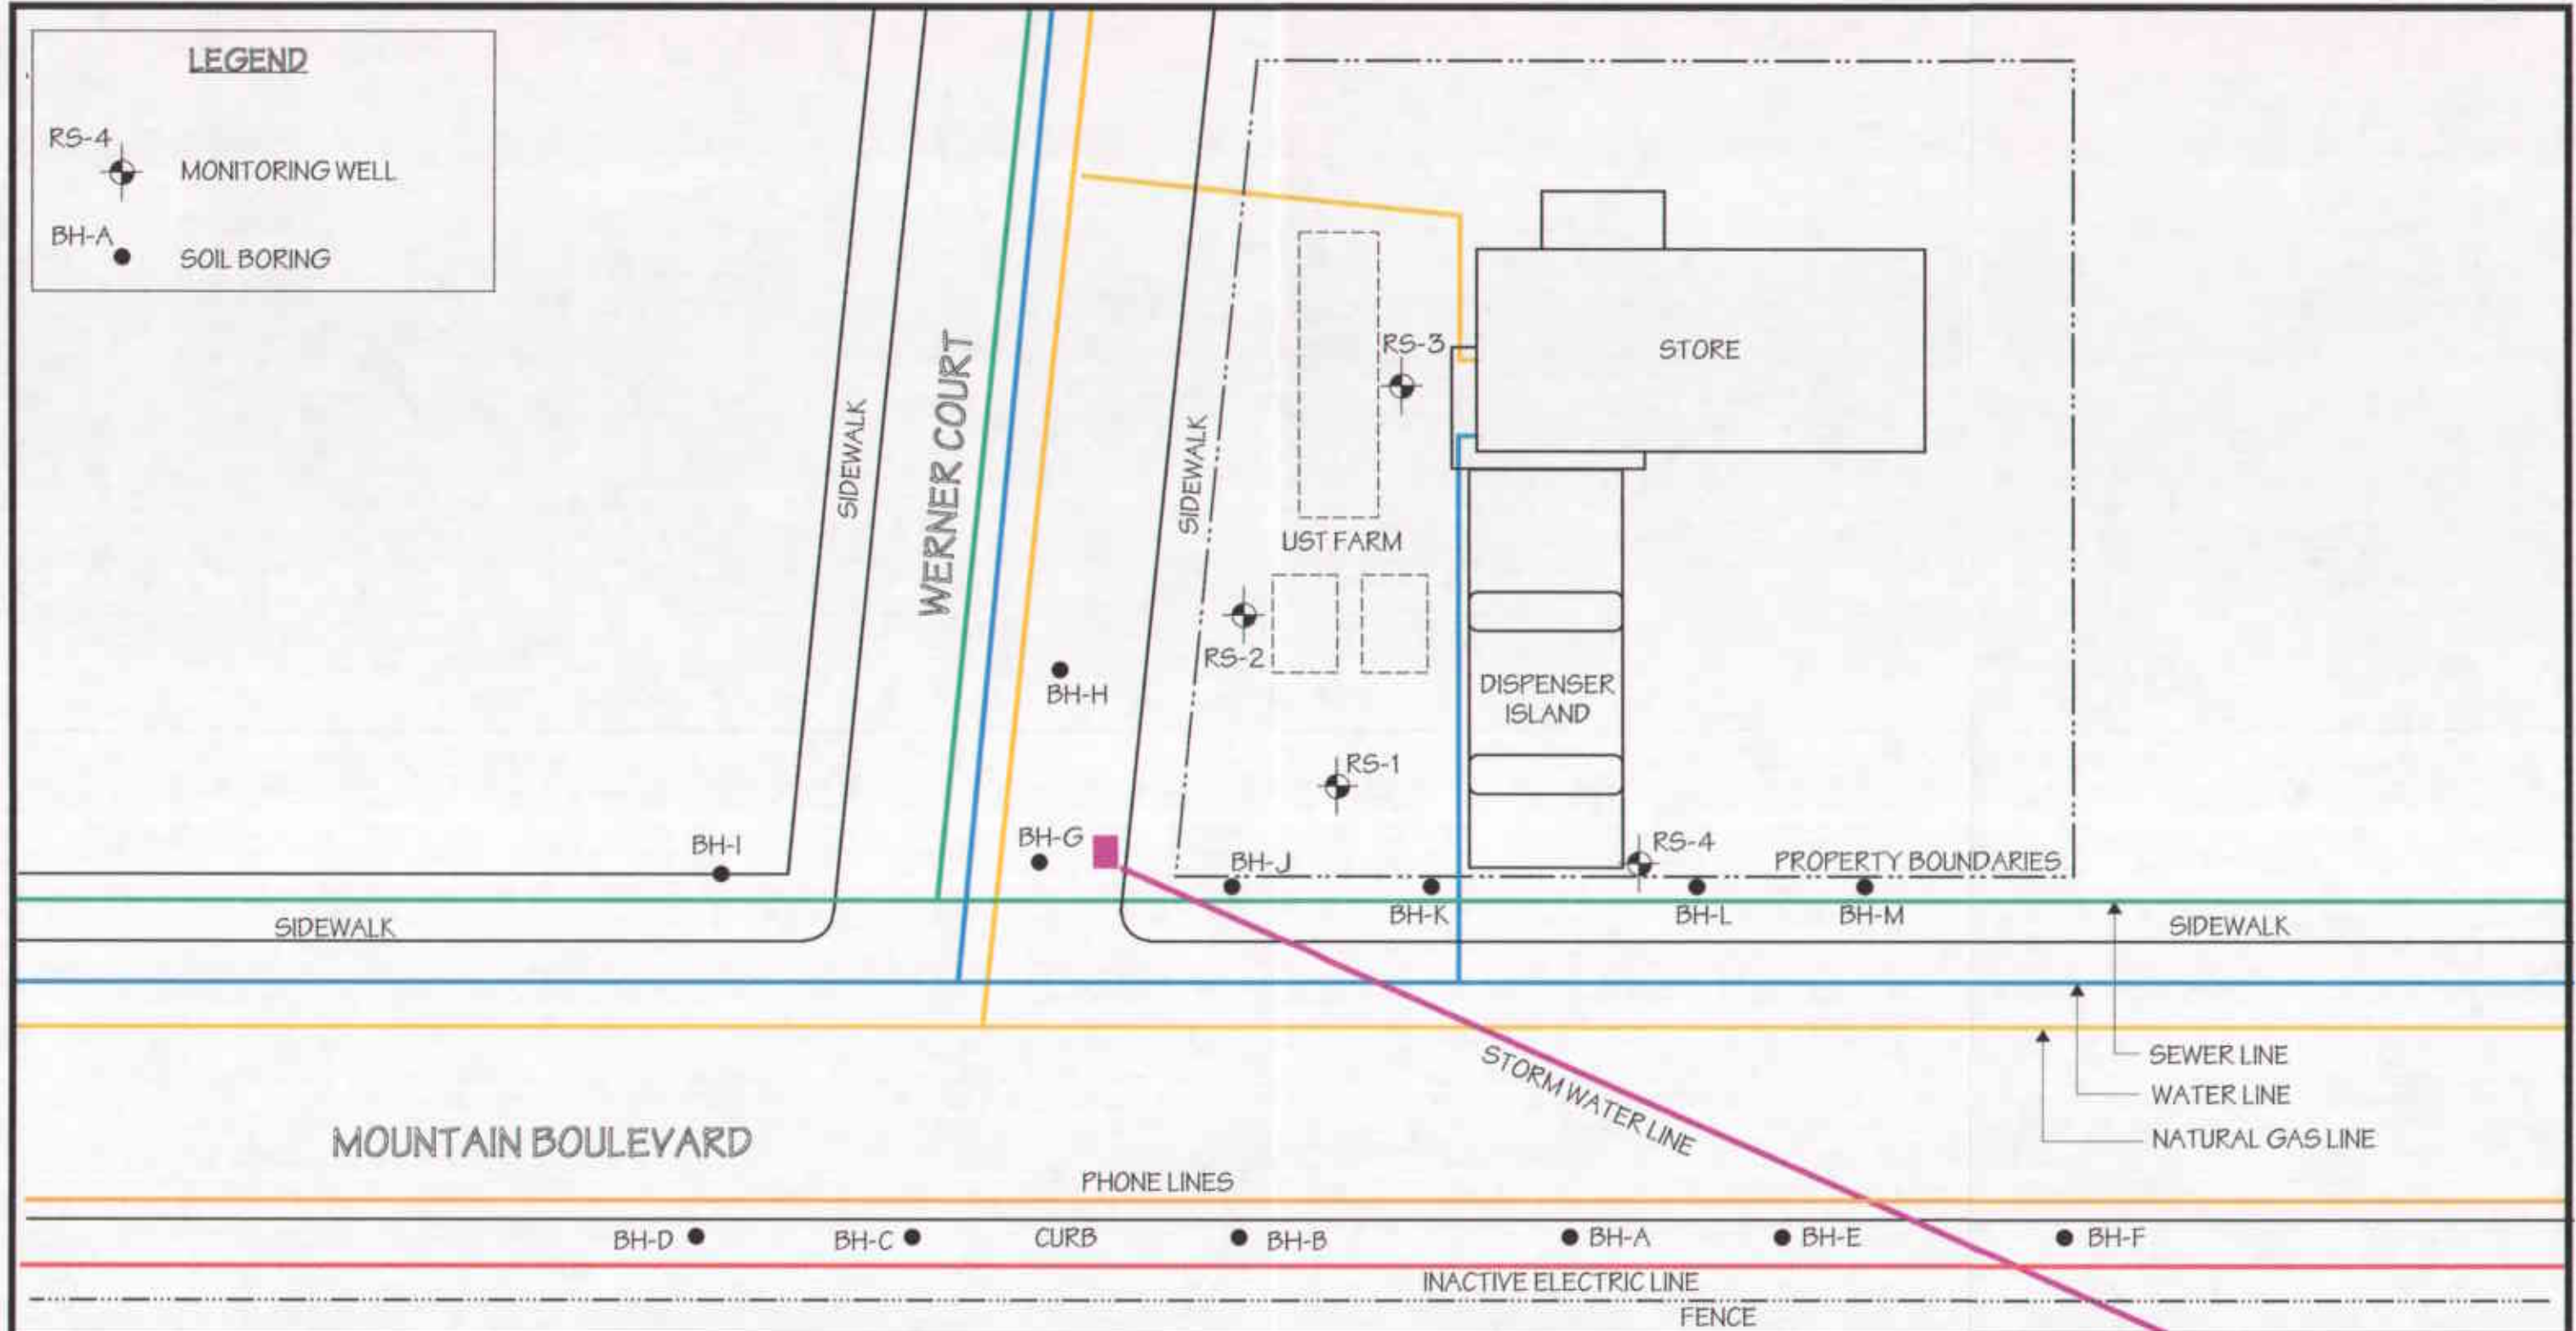 LEGEND
RS-4
MONITORING WELL
BH-A
SOIL BORING
WERNER COURT
SIDEWALK
SIDEWALK
RS-3
STORE
UST FARM
RS-2
BH-H
DISPENSER
ISLAND
RS-1
BH-I
BH-G
BH-J
RS-4
PROPERTY BOUNDARIES
BH-K
BH-L
BH-M
SIDEWALK
SIDEWALK
SEWER LINE
WATER LINE
NATURAL GAS LINE
STORM WATER LINE
MOUNTAIN BOULEVARD
PHONE LINES
BH-D
BH-C
CURB
BH-B
BH-A
BH-E
BH-F
INACTIVE ELECTRIC LINE
FENCE